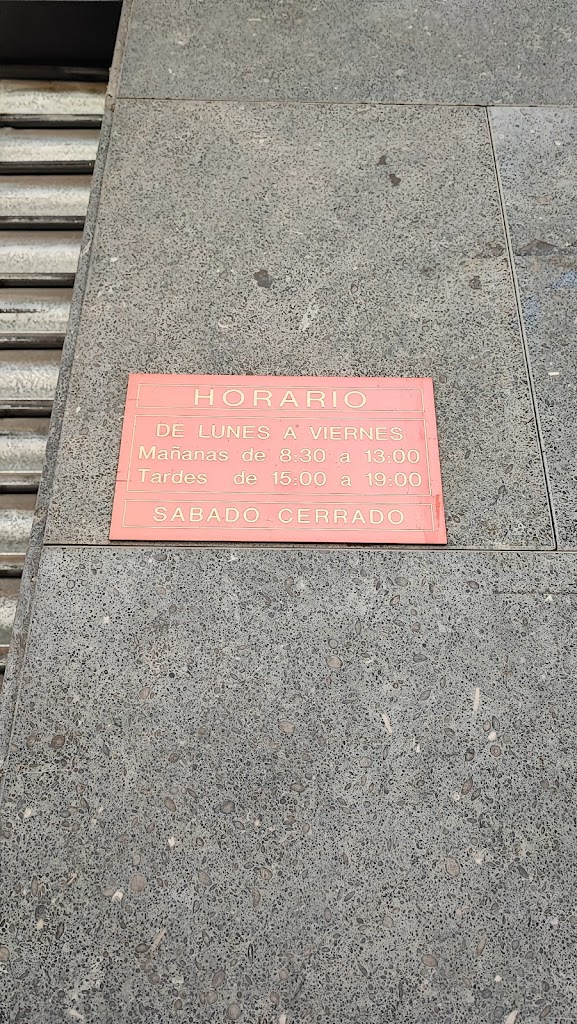 HORARIO
DE LUNES A VIERNES
Mañanas de 8:30 a 13:00
Tardes de 15:00 a 19:00
SABADO CERRADO